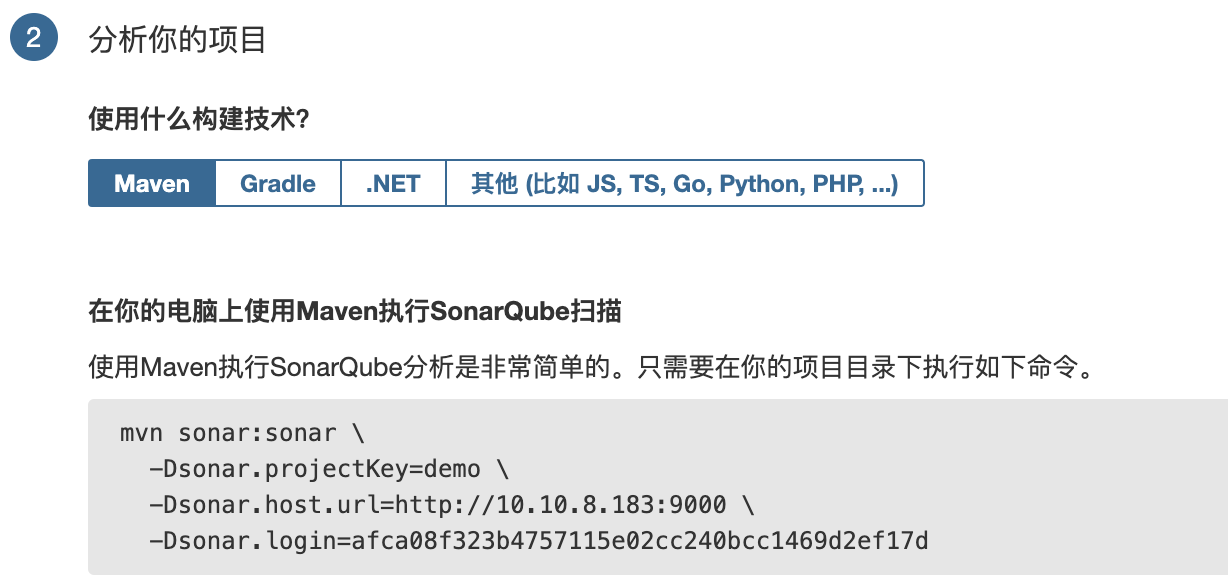 2 分析你的项目
使用什么构建技术?
Maven Gradle .NET 其他 (比如 JS, TS, Go, Python, PHP, ...)
在你的电脑上使用Maven执行SonarQube扫描
使用Maven执行SonarQube分析是非常简单的。只需要在你的项目目录下执行如下命令。
mvn sonar:sonar \
-Dsonar.projectKey=demo \
-Dsonar.host.url=http://10.10.8.183:9000 \
-Dsonar.login=afca08f323b4757115e02cc240bcc1469d2ef17d